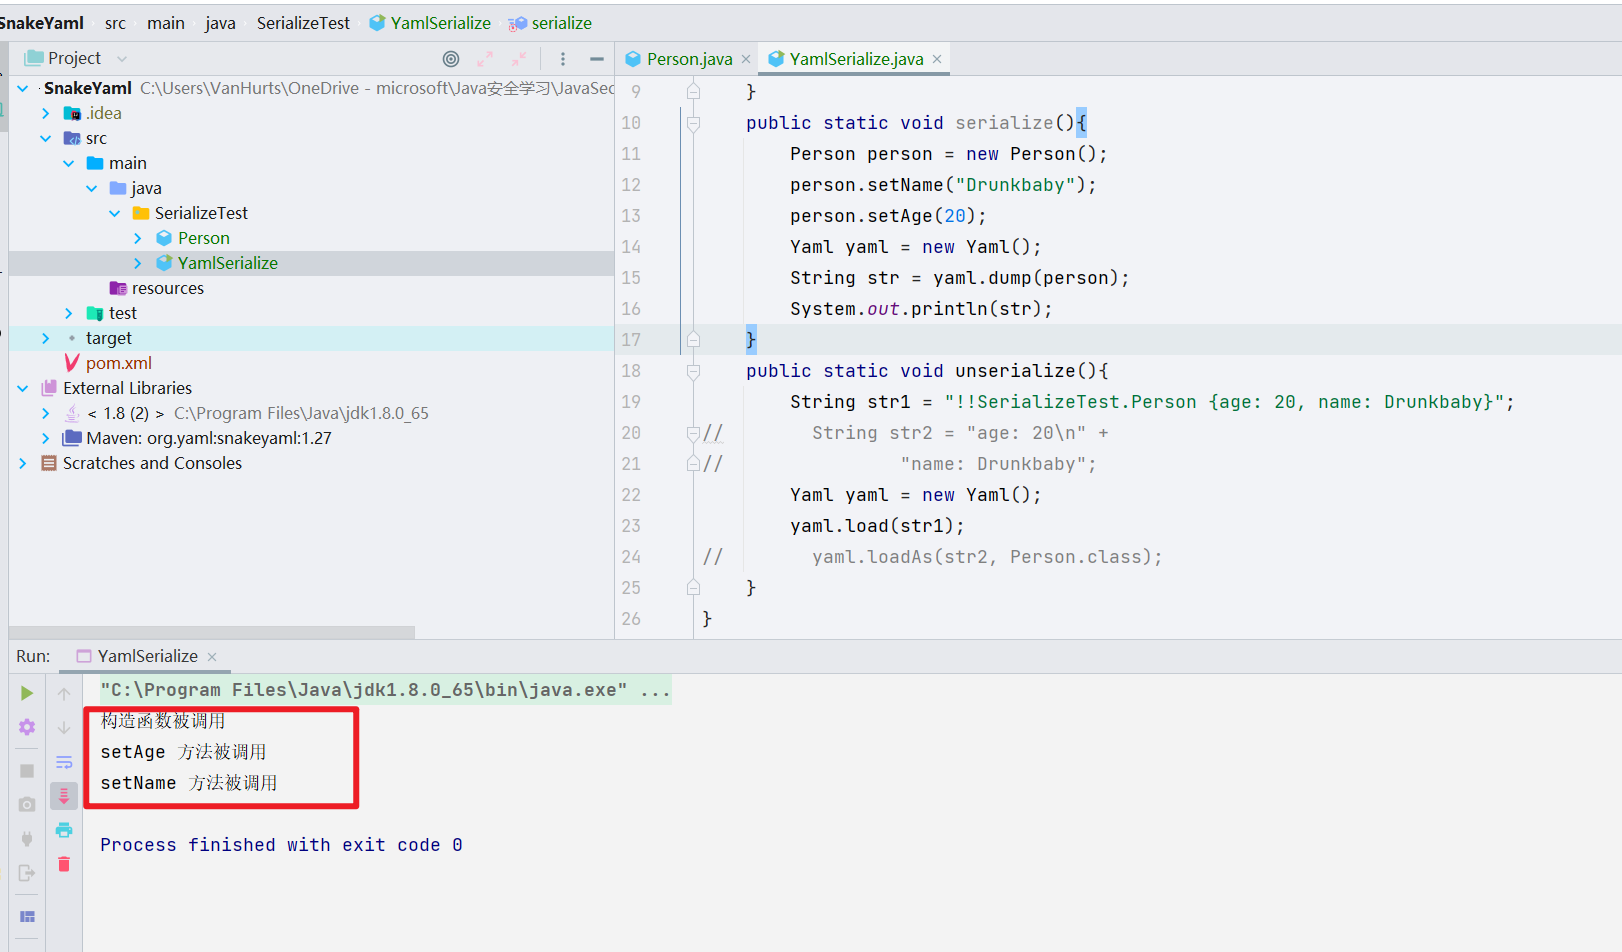 SnakeYaml src main java SerializeTest YamlSerialize serialize
Project
Person.java YamlSerialize.java
SnakeYaml C:\Users\VanHurts\OneDrive - microsoft\Java安全学习\JavaSec
.idea
src
main
java
SerializeTest
Person
YamlSerialize
resources
test
target
pom.xml
External Libraries
< 1.8 (2) > C:\Program Files\Java\jdk1.8.0_65
Maven: org.yaml:snakeyaml:1.27
Scratches and Consoles
9 }
10 public static void serialize(){
11 Person person = new Person();
12 person.setName("Drunkbaby");
13 person.setAge(20);
14 Yaml yaml = new Yaml();
15 String str = yaml.dump(person);
16 System.out.println(str);
17 }
18 public static void unserialize(){
19 String str1 = "!!SerializeTest.Person {age: 20, name: Drunkbaby}";
20 // String str2 = "age: 20\n" +
21 // "name: Drunkbaby";
22 Yaml yaml = new Yaml();
23 yaml.load(str1);
24 // yaml.loadAs(str2, Person.class);
25 }
26 }
Run: YamlSerialize
"C:\Program Files\Java\jdk1.8.0_65\bin\java.exe" ...
构造函数被调用
setAge 方法被调用
setName 方法被调用
Process finished with exit code 0